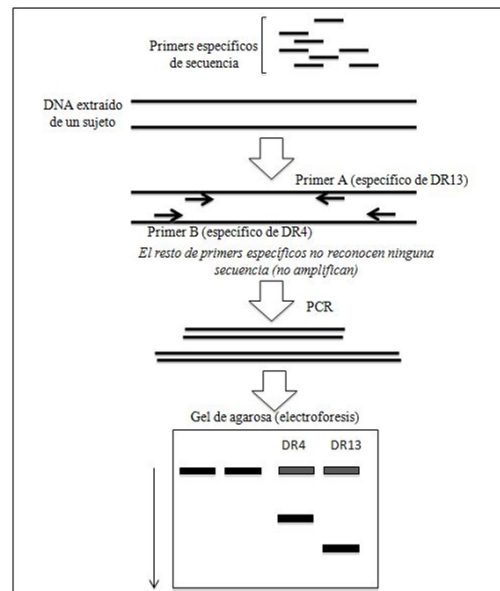 Primers específicos
de secuencia
DNA extraído
de un sujeto
Primer A (específico de DR13)
Primer B (específico de DR4)
El resto de primers específicos no reconocen ninguna
secuencia (no amplifican)
PCR
Gel de agarosa (electroforesis)
DR4 DR13